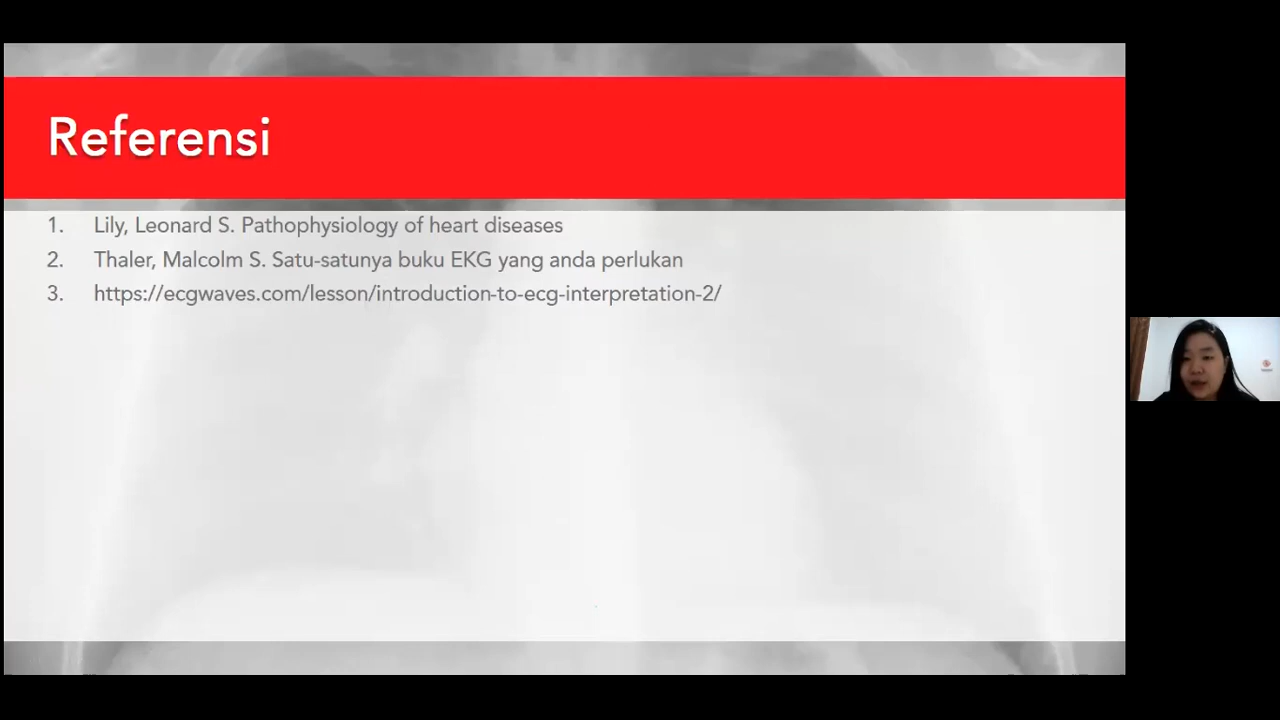 Referensi
1. Lily, Leonard S. Pathophysiology of heart diseases
2. Thaler, Malcolm S. Satu-satunya buku EKG yang anda perlukan
3. https://ecgwaves.com/lesson/introduction-to-ecg-interpretation-2/